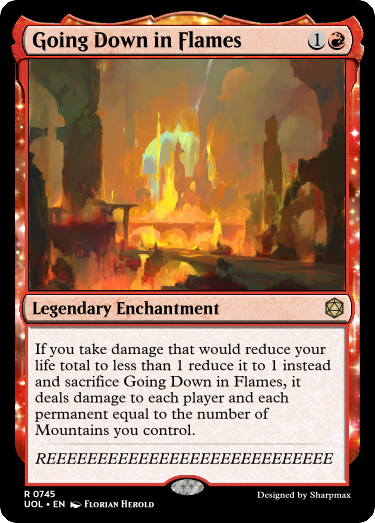 Going Down in Flames 1
Legendary Enchantment
If you take damage that would reduce your
life total to less than 1 reduce it to 1 instead
and sacrifice Going Down in Flames, it
deals damage to each player and each
permanent equal to the number of
Mountains you control.
REEEEEEEEEEEEEEEEEEEEEEEEEEEE
R 0745
UOL • EN Florian Herold
Designed by Sharpmax